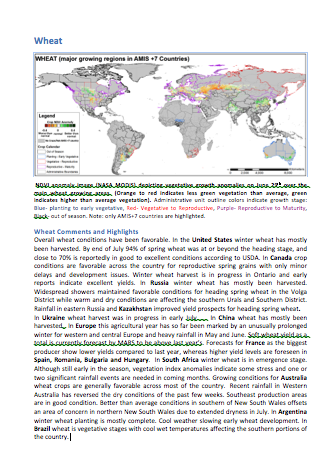 Wheat
WHEAT (major growing regions in AMIS +7 Countries)
Legend
NDVI anomaly image (NASA MODIS) depicting vegetative growth anomalies on June 29th over the
main wheat growing areas. (Orange to red indicates less green vegetation than average, green
indicates higher than average vegetation). Administrative unit outline colors indicate growth stage:
Blue- planting to early vegetative, Red- Vegetative to Reproductive, Purple- Reproductive to Maturity,
Black- out of season. Note: only AMIS+7 countries are highlighted.
Wheat Comments and Highlights
Overall wheat conditions have been favorable. In the United States winter wheat has mostly
been harvested. By end of July 94% of spring wheat was at or beyond the heading stage, and
close to 70% is reportedly in good to excellent conditions according to USDA. In Canada crop
conditions are favorable across the country for reproductive spring grains with only minor
delays and development issues. Winter wheat harvest is in progress in Ontario and early
reports indicate excellent yields. In Russia winter wheat has mostly been harvested.
Widespread showers maintained favorable conditions for heading spring wheat in the Volga
District while warm and dry conditions are affecting the southern Urals and Southern District.
Rainfall in eastern Russia and Kazakhstan improved yield prospects for heading spring wheat.
In Ukraine wheat harvest was in progress in early July. In China wheat has mostly been
harvested. In Europe this agricultural year has so far been marked by an unusually prolonged
winter for western and central Europe and heavy rainfall in May and June. Soft wheat yield as a
total is currently forecast by MARS to be above last year's. Forecasts for France as the biggest
producer show lower yields compared to last year, whereas higher yield levels are foreseen in
Spain, Romania, Bulgaria and Hungary. In South Africa winter wheat is in emergence stage.
Although still early in the season, vegetation index anomalies indicate some stress and one or
two significant rainfall events are needed in coming months. Growing conditions for Australia
wheat crops are generally favorable across most of the country. Recent rainfall in Western
Australia has reversed the dry conditions of the past few weeks. Southeast production areas
are in good condition. Better than average conditions in southern of New South Wales offsets
an area of concern in northern New South Wales due to extended dryness in July. In Argentina
winter wheat planting is mostly complete. Cool weather slowing early wheat development. In
Brazil wheat is vegetative stages with cool wet temperatures affecting the southern portions of
the country.